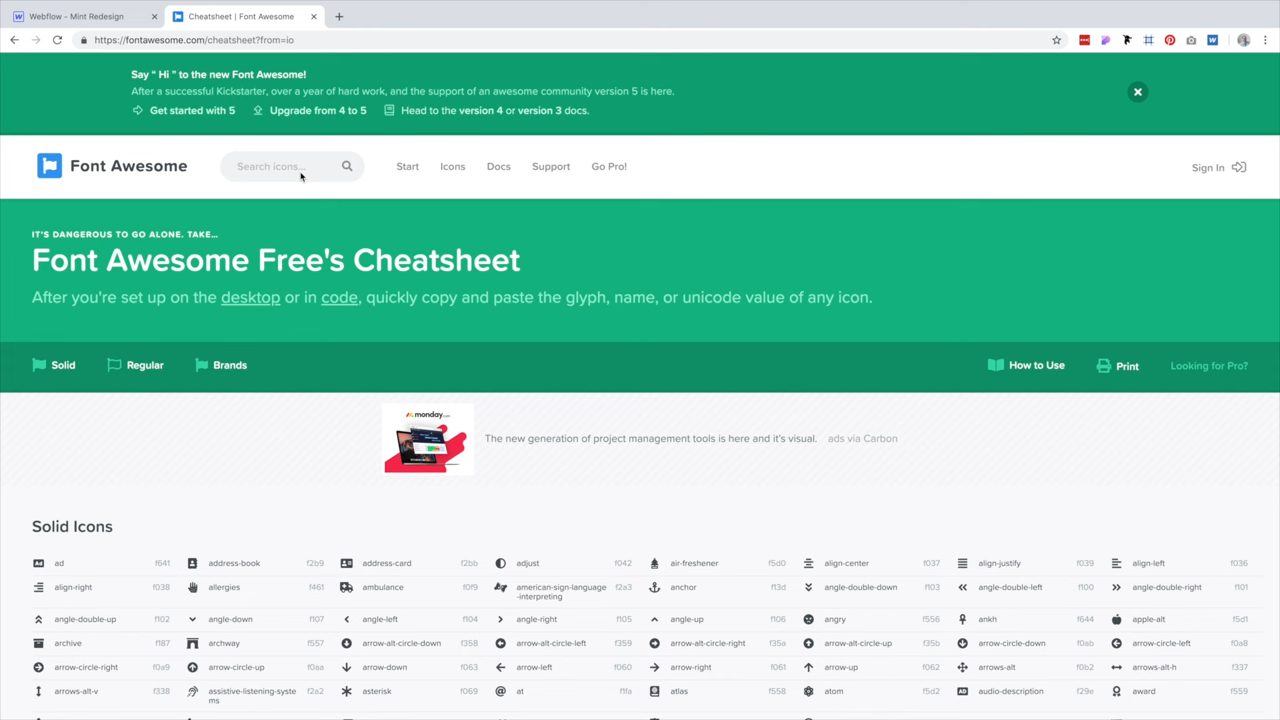 Webflow - Mint Redesign
Cheatsheet | Font Awesome
https://fontawesome.com/cheatsheet?from=io
Say " Hi " to the new Font Awesome!
After a successful Kickstarter, over a year of hard work, and the support of an awesome community version 5 is here.
Get started with 5 Upgrade from 4 to 5 Head to the version 4 or version 3 docs.
Font Awesome Search icons... Start Icons Docs Support Go Pro! Sign In
IT'S DANGEROUS TO GO ALONE. TAKE...
Font Awesome Free's Cheatsheet
After you're set up on the desktop or in code, quickly copy and paste the glyph, name, or unicode value of any icon.
Solid Regular Brands How to Use Print Looking for Pro?
monday.com
The new generation of project management tools is here and it's visual. ads via Carbon
Solid Icons
ad f641 address-book f2b9 address-card f2bb adjust f042 air-freshener f5d0 align-center f037 align-justify f039 align-left f036
align-right f038 allergies f461 ambulance f0f9 american-sign-language-interpreting f2a3 anchor f13d angle-double-down f103 angle-double-left f100 angle-double-right f101
angle-double-up f102 angle-down f107 angle-left f104 angle-right f105 angle-up f106 angry f556 ankh f644 apple-alt f5d1
archive f187 archway f557 arrow-alt-circle-down f358 arrow-alt-circle-left f359 arrow-alt-circle-right f35a arrow-alt-circle-up f35b arrow-circle-down f0ab arrow-circle-left f0a8
arrow-circle-right f0a9 arrow-circle-up f0aa arrow-down f063 arrow-left f060 arrow-right f061 arrow-up f062 arrows-alt f0b2 arrows-alt-h f337
arrows-alt-v f338 assistive-listening-systems f2a2 asterisk f069 at f1fa atlas f558 atom f5d2 audio-description f29e award f559